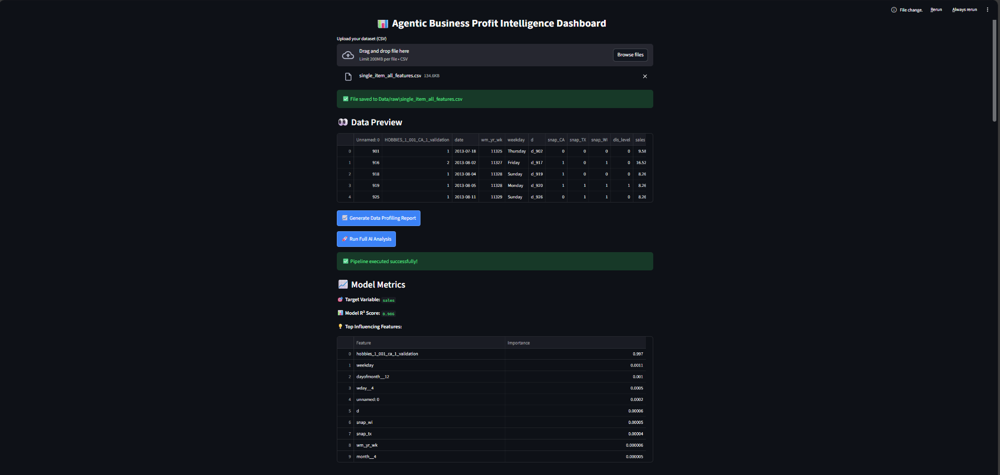 File change. Rerun Always rerun
Agentic Business Profit Intelligence Dashboard
Upload your dataset (CSV)
Drag and drop file here
Limit 200MB per file • CSV
Browse files
single_item_all_features.csv 134.6KB
File saved to Data/raw\single_item_all_features.csv
Data Preview
Unnamed: 0 HOBBIES_1_001_CA_1_validation date wm_yr_wk weekday d snap_CA snap_TX snap_WI dis_level sales
0 901 1 2013-07-18 11325 Thursday d_902 0 0 0 0 9.58
1 916 2 2013-08-02 11327 Friday d_917 1 0 1 0 16.52
2 918 1 2013-08-04 11328 Sunday d_919 1 0 0 0 8.26
3 919 1 2013-08-05 11328 Monday d_920 1 1 1 1 8.26
4 925 1 2013-08-11 11329 Sunday d_926 0 1 1 0 8.26
Generate Data Profiling Report
Run Full AI Analysis
Pipeline executed successfully!
Model Metrics
Target Variable: sales
Model R² Score: 0.986
Top Influencing Features:
Feature Importance
0 hobbies_1_001_ca_1_validation 0.997
1 weekday 0.0011
2 dayofmonth__12 0.001
3 wday__4 0.0005
4 unnamed: 0 0.0002
5 d 0.00006
6 snap_wi 0.00005
7 snap_tx 0.00004
8 wm_yr_wk 0.000006
9 month__4 0.000005